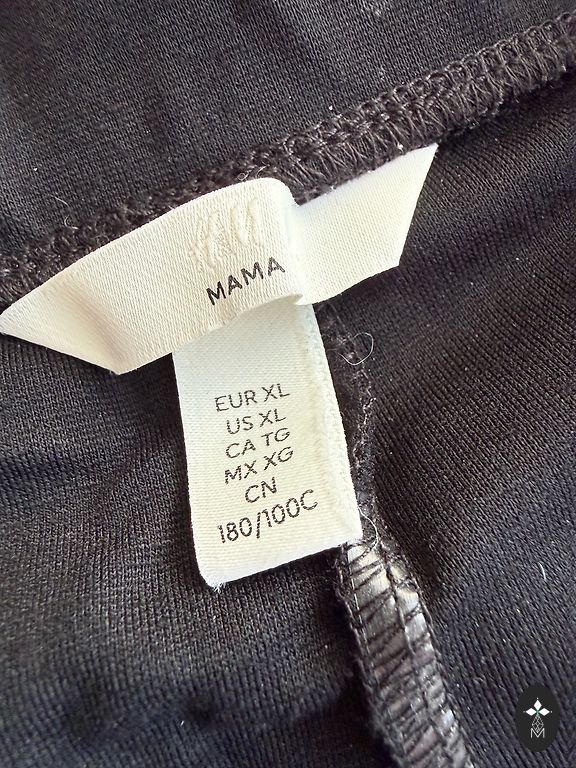 H&M
MAMA
EUR XL
US XL
CA TG
MX XG
CN
180/100C
M